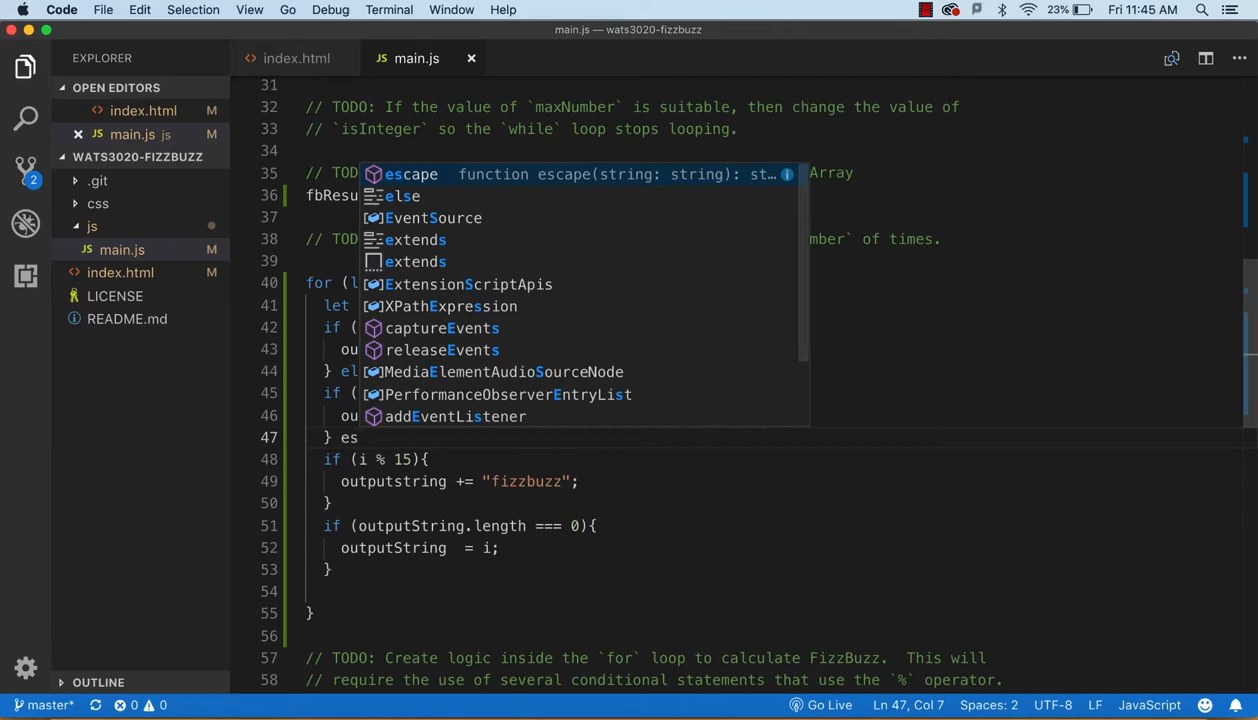 Code File Edit Selection View Go Debug Terminal Window Help 23% Fri 11:45 AM
main.js — wats3020-fizzbuzz
EXPLORER
OPEN EDITORS
<> index.html M
JS main.js js M
WATS3020-FIZZBUZZ
.git
css
js
JS main.js M
<> index.html M
LICENSE
README.md
OUTLINE
2
<> index.html
JS main.js
31
32 // TODO: If the value of `maxNumber` is suitable, then change the value of
33 // `isInteger` so the `while` loop stops looping.
34
35 // TOD Array
36 fbResu
37
38 // TOD mber` of times.
39
40 for (l
41 let
42 if (
43 ou
44 } el
45 if (
46 ou
47 } es
48 if (i % 15){
49 outputstring += "fizzbuzz";
50 }
51 if (outputString.length === 0){
52 outputString  = i;
53 }
54
55 }
56
57 // TODO: Create logic inside the `for` loop to calculate FizzBuzz.  This will
58 // require the use of several conditional statements that use the `%` operator.
escape function escape(string: string): st…
else
EventSource
extends
extends
ExtensionScriptApis
XPathExpression
captureEvents
releaseEvents
MediaElementAudioSourceNode
PerformanceObserverEntryList
addEventListener
master* 0 0 Go Live Ln 47, Col 7 Spaces: 2 UTF-8 LF JavaScript